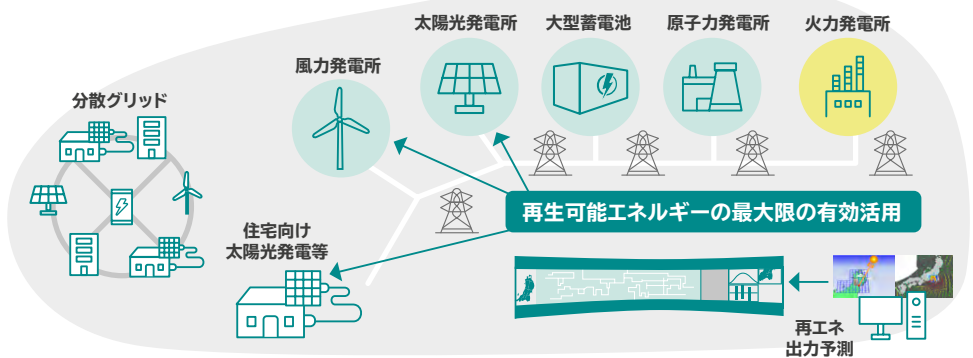 太陽光発電所
大型蓄電池
原子力発電所
火力発電所
風力発電所
分散グリッド
再生可能エネルギーの最大限の有効活用
住宅向け
太陽光発電等
再エネ
出力予測